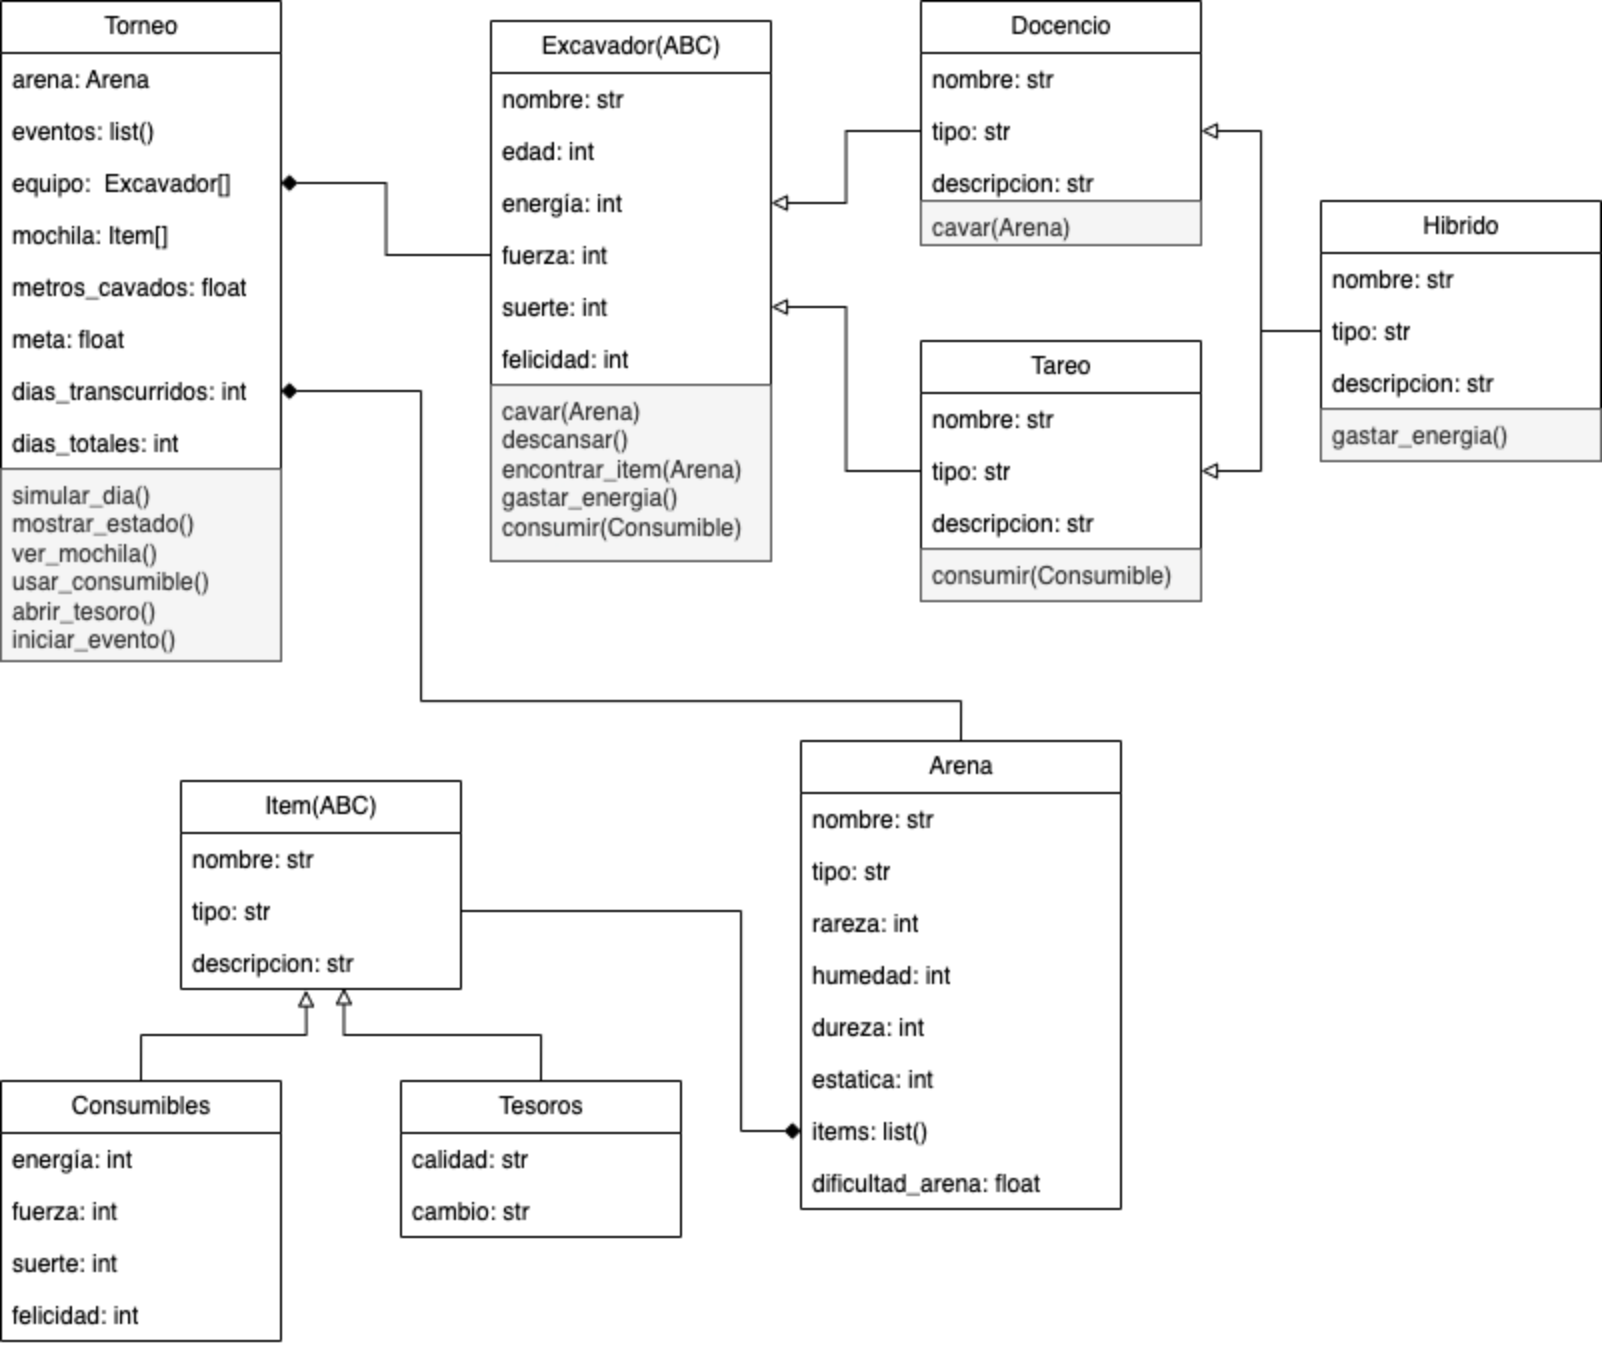 Torneo
arena: Arena
eventos: list()
equipo:  Excavador[]
mochila: Item[]
metros_cavados: float
meta: float
dias_transcurridos: int
dias_totales: int
simular_dia()
mostrar_estado()
ver_mochila()
usar_consumible()
abrir_tesoro()
iniciar_evento()
Excavador(ABC)
nombre: str
edad: int
energía: int
fuerza: int
suerte: int
felicidad: int
cavar(Arena)
descansar()
encontrar_item(Arena)
gastar_energia()
consumir(Consumible)
Docencio
nombre: str
tipo: str
descripcion: str
cavar(Arena)
Tareo
nombre: str
tipo: str
descripcion: str
consumir(Consumible)
Hibrido
nombre: str
tipo: str
descripcion: str
gastar_energia()
Item(ABC)
nombre: str
tipo: str
descripcion: str
Consumibles
energía: int
fuerza: int
suerte: int
felicidad: int
Tesoros
calidad: str
cambio: str
Arena
nombre: str
tipo: str
rareza: int
humedad: int
dureza: int
estatica: int
items: list()
dificultad_arena: float